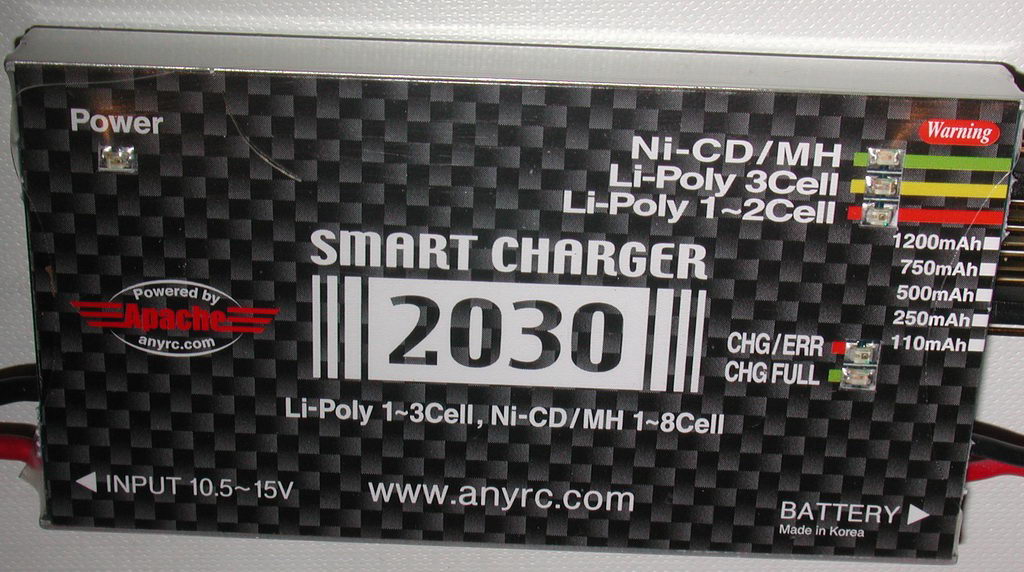 Power
Warning
Ni-CD/MH
Li-Poly 3Cell
Li-Poly 1~2Cell
1200mAh
750mAh
500mAh
250mAh
110mAh
SMART CHARGER
2030
Powered by
Apache
anyrc.com
CHG/ERR
CHG FULL
Li-Poly 1~3Cell, Ni-CD/MH 1~8Cell
INPUT 10.5~15V
www.anyrc.com
BATTERY
Made in Korea